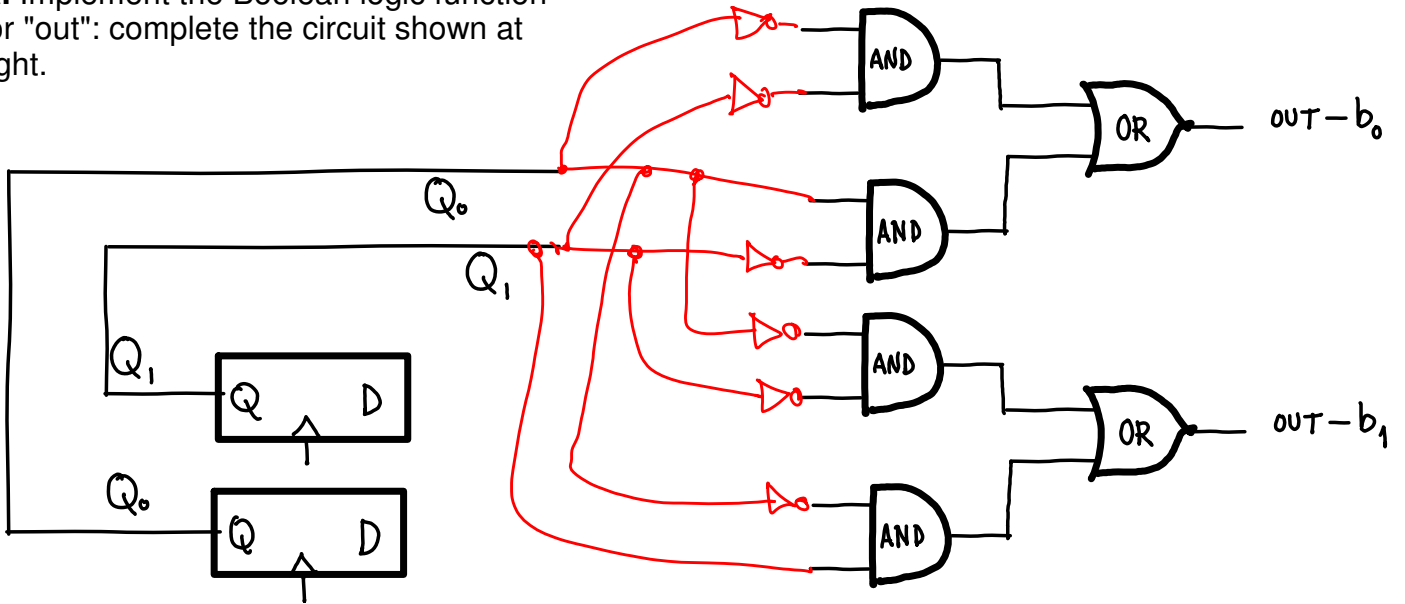 Implement the Boolean logic function
or "out": complete the circuit shown at
ght.
AND
OR
OUT-b₀
Q₀
AND
Q₁
AND
Q₁
Q D
OR
OUT-b₁
Q₀
AND
Q D